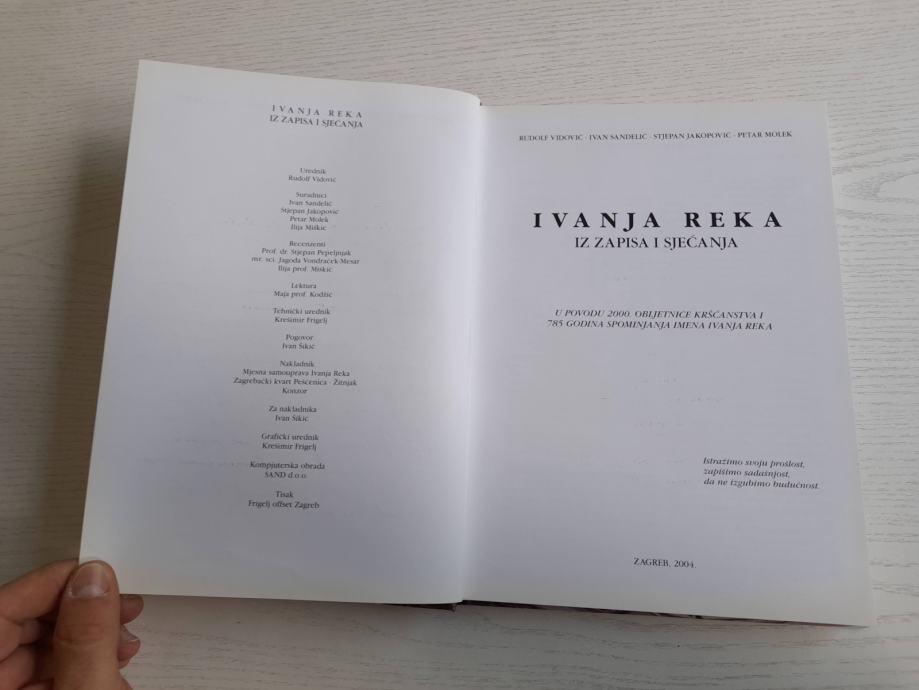 IVANJA REKA
IZ ZAPISA I SJEĆANJA
Urednik
Rudolf Vidović
Suradnici
Ivan Sandelić
Stjepan Jakopović
Petar Molek
Ilija Miškić
Recenzenti
Prof. dr. Stjepan Pepeljnjak
mr. sci. Jagoda Vondraček-Mesar
Ilija prof. Miškić
Lektura
Maja prof. Kodžić
Tehnički urednik
Krešimir Frigelj
Pogovor
Ivan Šikić
Nakladnik
Mjesna samouprava Ivanja Reka
Zagrebački kvart Peščenica - Žitnjak
Konzor
Za nakladnika
Ivan Šikić
Grafički urednik
Krešimir Frigelj
Kompjuterska obrada
SAND d.o.o.
Tisak
Frigelj offset Zagreb
RUDOLF VIDOVIĆ · IVAN SANDELIĆ · STJEPAN JAKOPOVIĆ · PETAR MOLEK
IVANJA REKA
IZ ZAPISA I SJEĆANJA
U POVODU 2000. OBLJETNICE KRŠĆANSTVA I
785 GODINA SPOMINJANJA IMENA IVANJA REKA
Istražimo svoju prošlost,
zapišimo sadašnjost,
da ne izgubimo budućnost.
ZAGREB, 2004.